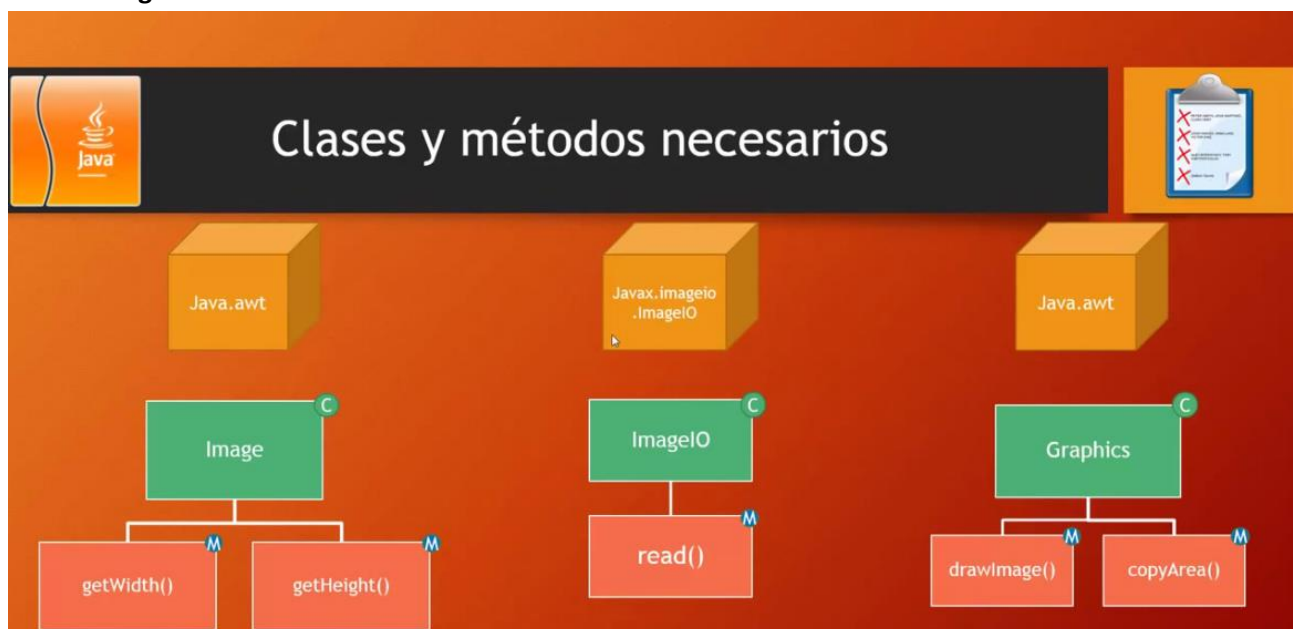 Java
Clases y métodos necesarios
Java.awt
Javax.imageio
.ImageIO
Java.awt
C
Image
C
ImageIO
C
Graphics
M
getWidth()
M
getHeight()
M
read()
M
drawImage()
M
copyArea()